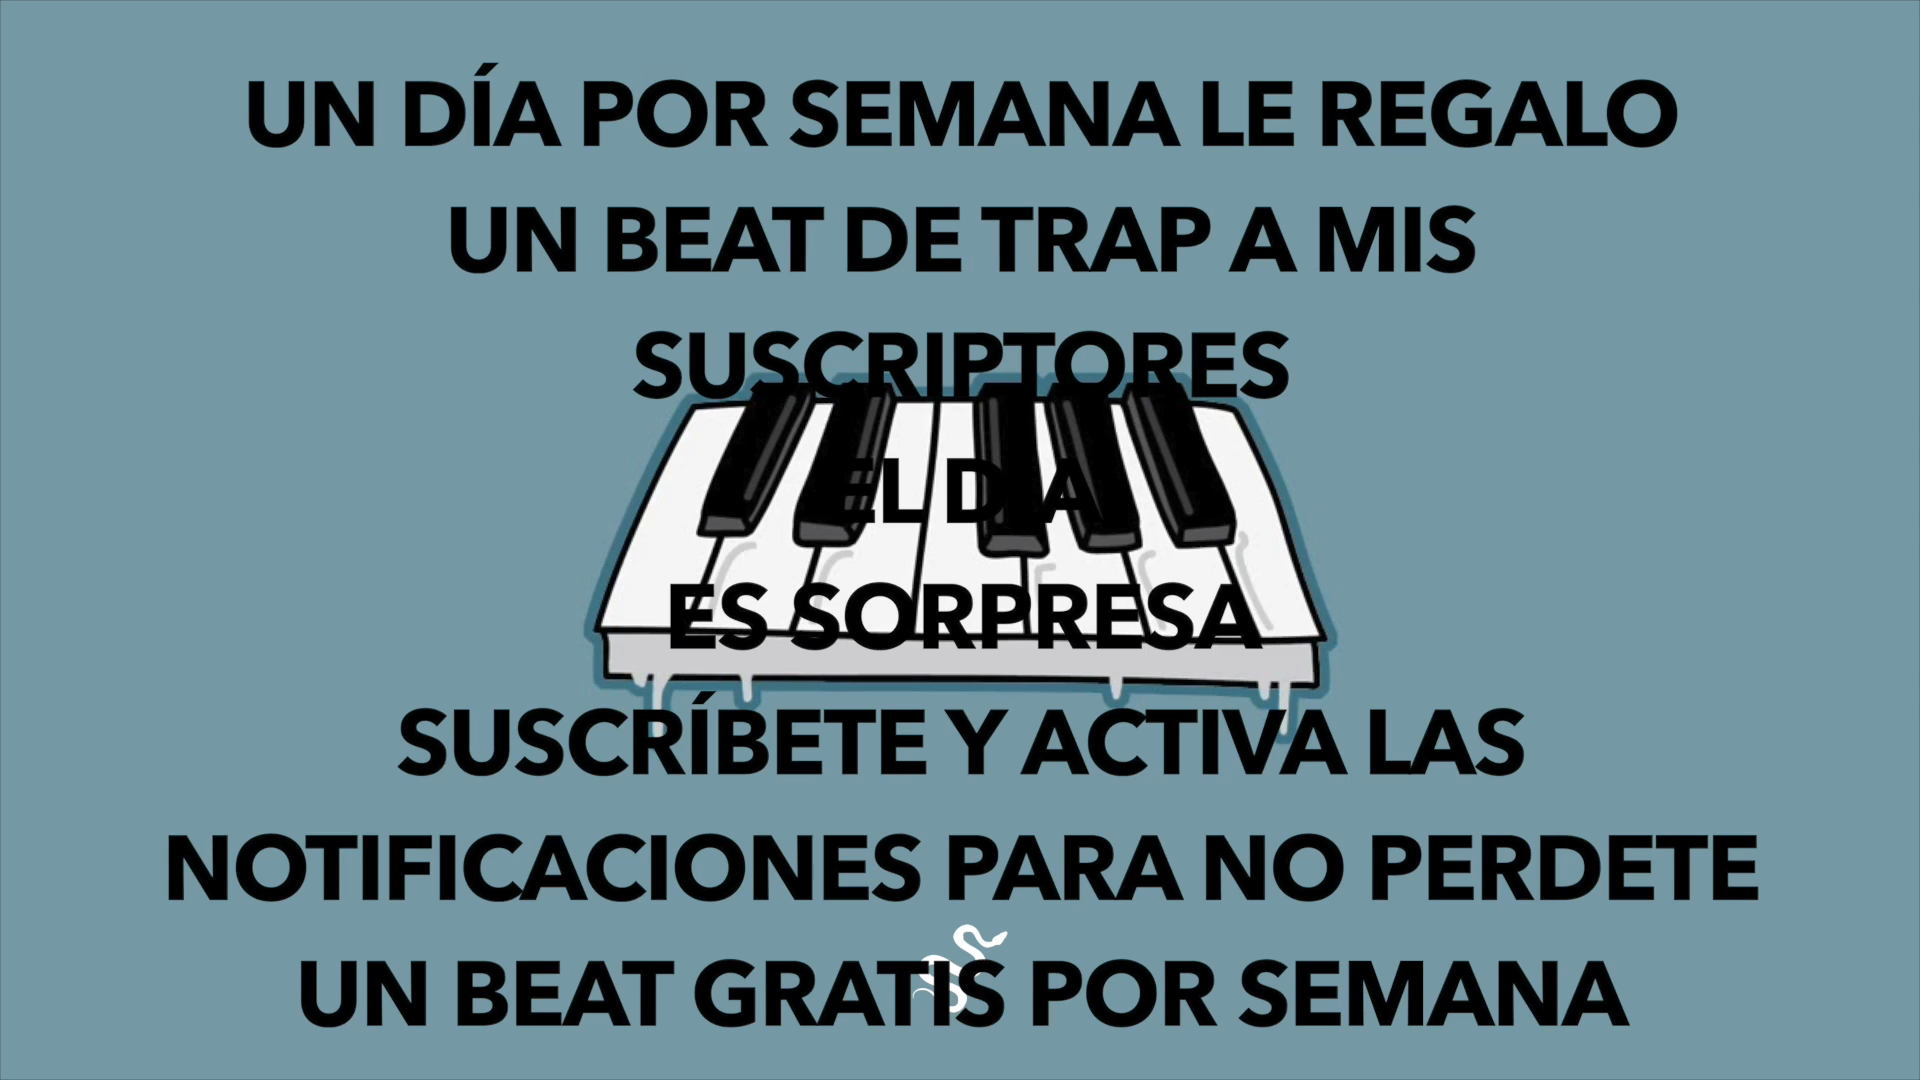 UN DÍA POR SEMANA LE REGALO
UN BEAT DE TRAP A MIS
SUSCRIPTORES
EL DÍA
ES SORPRESA
SUSCRÍBETE Y ACTIVA LAS
NOTIFICACIONES PARA NO PERDETE
UN BEAT GRATIS POR SEMANA